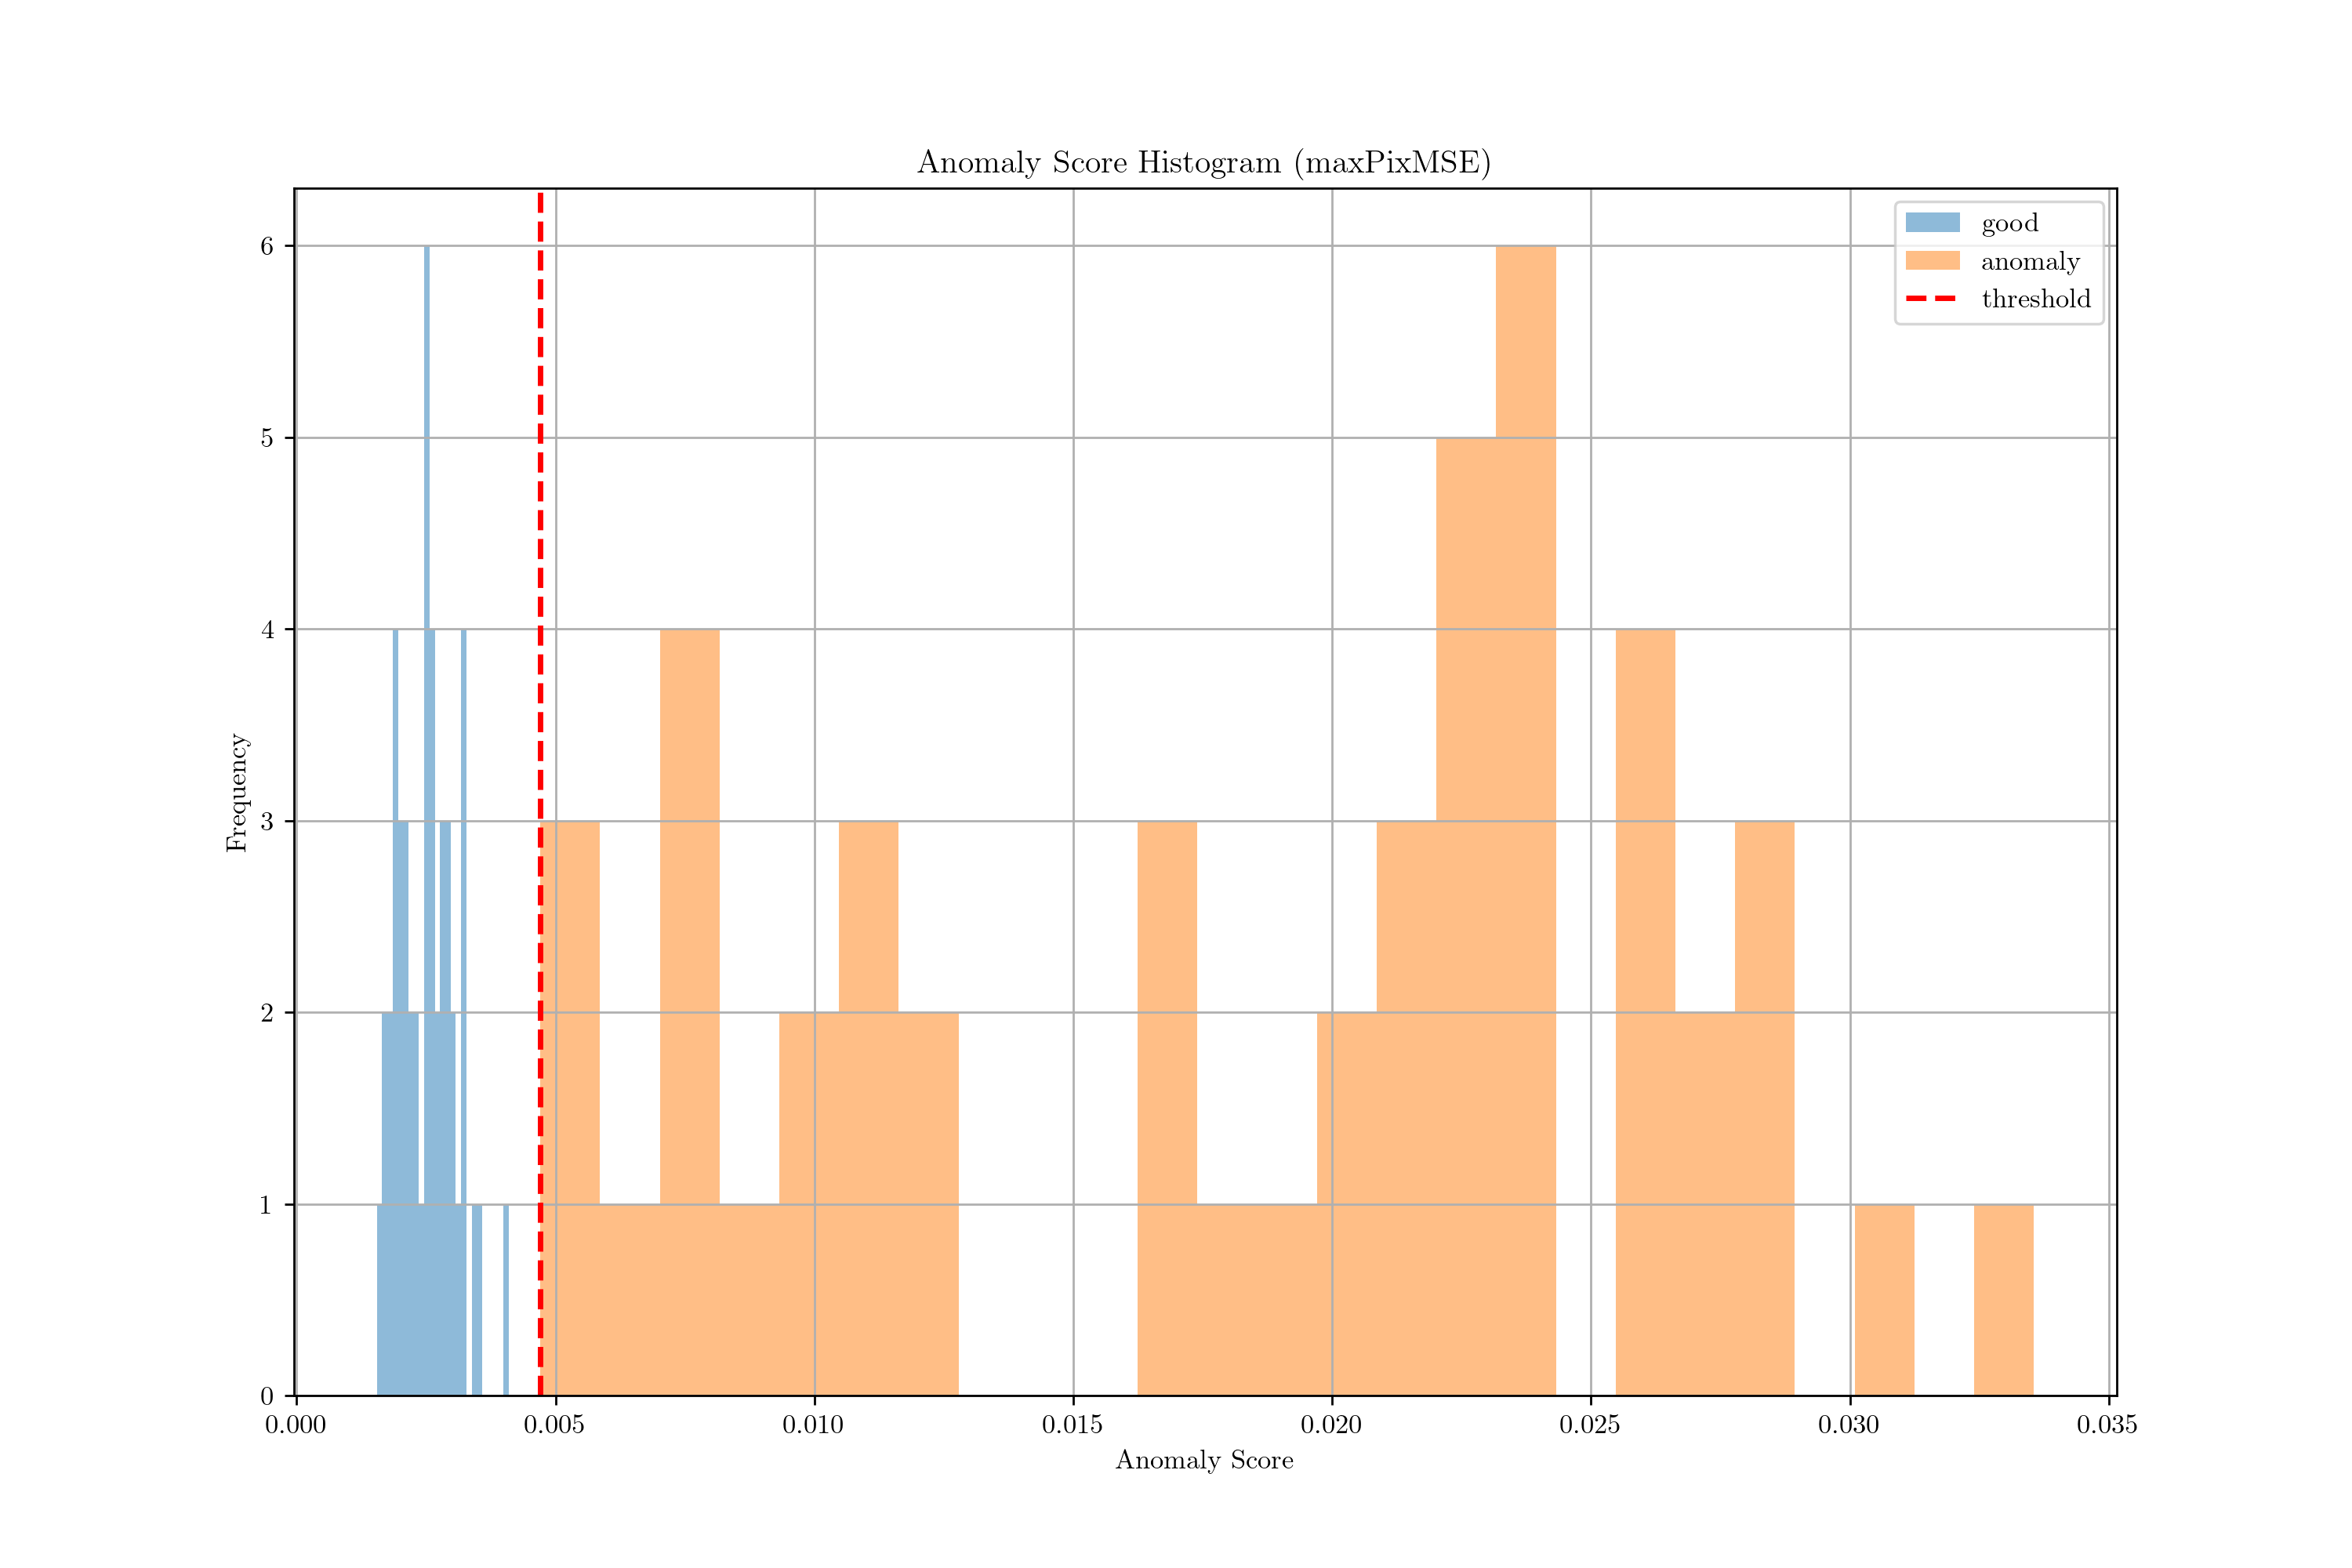 Anomaly Score Histogram (maxPixMSE)
good
anomaly
threshold
6
5
4
3
2
1
0
Frequency
0.000 0.005 0.010 0.015 0.020 0.025 0.030 0.035
Anomaly Score